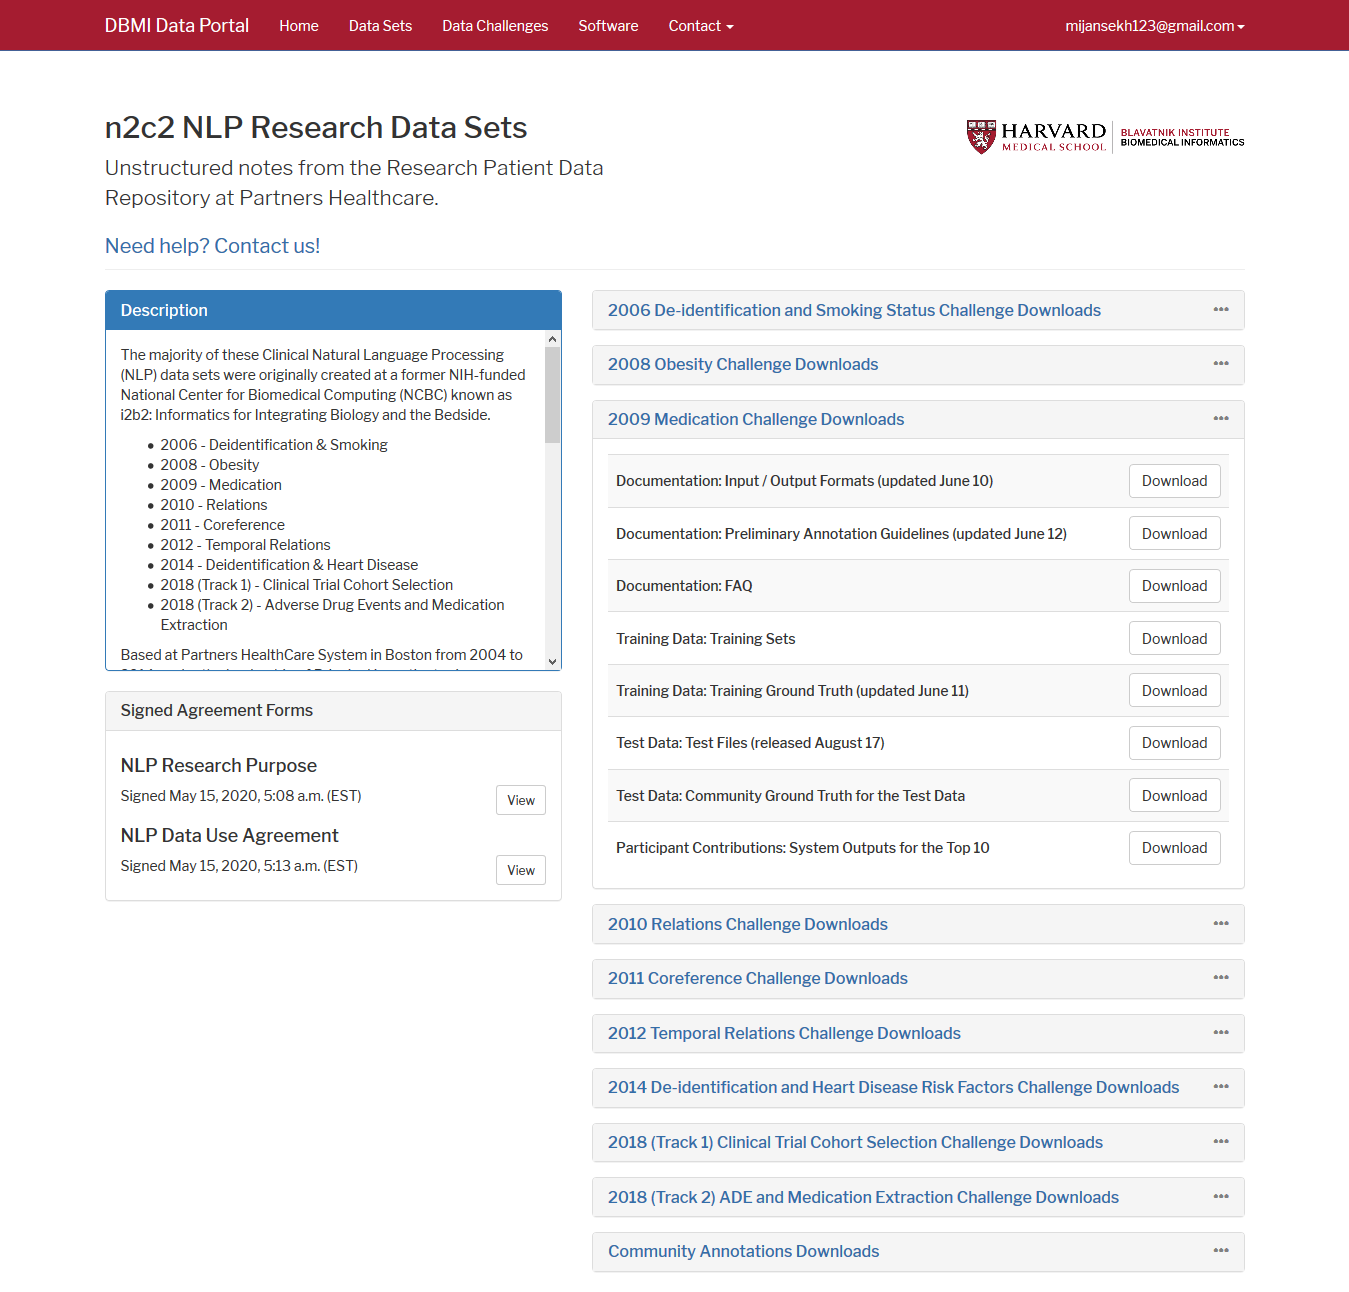 DBMI Data Portal Home Data Sets Data Challenges Software Contact mijansekh123@gmail.com
n2c2 NLP Research Data Sets
Unstructured notes from the Research Patient Data
Repository at Partners Healthcare.
Need help? Contact us!
HARVARD
MEDICAL SCHOOL
BLAVATNIK INSTITUTE
BIOMEDICAL INFORMATICS
Description
The majority of these Clinical Natural Language Processing
(NLP) data sets were originally created at a former NIH-funded
National Center for Biomedical Computing (NCBC) known as
i2b2: Informatics for Integrating Biology and the Bedside.
• 2006 - Deidentification & Smoking
• 2008 - Obesity
• 2009 - Medication
• 2010 - Relations
• 2011 - Coreference
• 2012 - Temporal Relations
• 2014 - Deidentification & Heart Disease
• 2018 (Track 1) - Clinical Trial Cohort Selection
• 2018 (Track 2) - Adverse Drug Events and Medication
Extraction
Based at Partners HealthCare System in Boston from 2004 to
Signed Agreement Forms
NLP Research Purpose
Signed May 15, 2020, 5:08 a.m. (EST) View
NLP Data Use Agreement
Signed May 15, 2020, 5:13 a.m. (EST) View
2006 De-identification and Smoking Status Challenge Downloads
2008 Obesity Challenge Downloads
2009 Medication Challenge Downloads
Documentation: Input / Output Formats (updated June 10) Download
Documentation: Preliminary Annotation Guidelines (updated June 12) Download
Documentation: FAQ Download
Training Data: Training Sets Download
Training Data: Training Ground Truth (updated June 11) Download
Test Data: Test Files (released August 17) Download
Test Data: Community Ground Truth for the Test Data Download
Participant Contributions: System Outputs for the Top 10 Download
2010 Relations Challenge Downloads
2011 Coreference Challenge Downloads
2012 Temporal Relations Challenge Downloads
2014 De-identification and Heart Disease Risk Factors Challenge Downloads
2018 (Track 1) Clinical Trial Cohort Selection Challenge Downloads
2018 (Track 2) ADE and Medication Extraction Challenge Downloads
Community Annotations Downloads